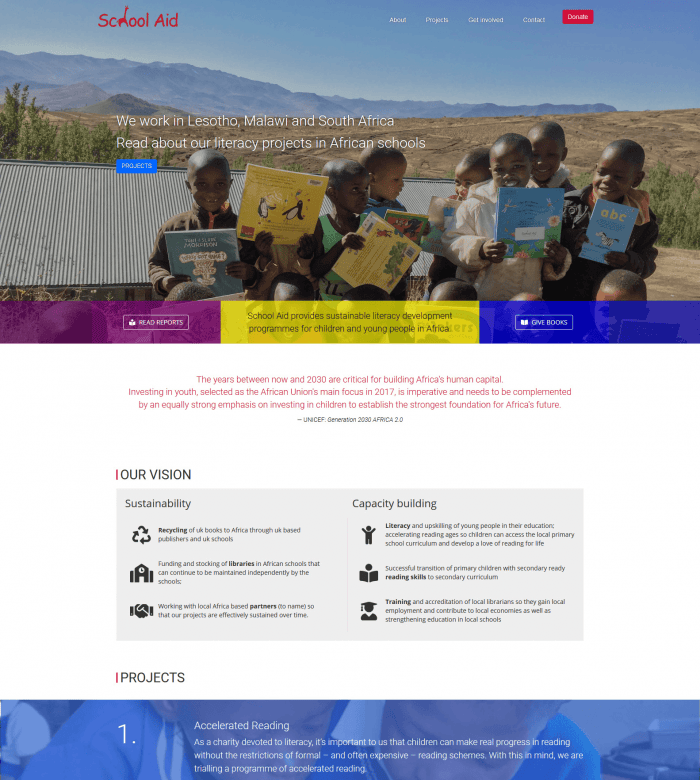 School Aid
About Projects Get involved Contact Donate
We work in Lesotho, Malawi and South Africa
Read about our literacy projects in African schools
PROJECTS
abc
READ REPORTS
School Aid provides sustainable literacy development
programmes for children and young people in Africa
GIVE BOOKS
The years between now and 2030 are critical for building Africa's human capital.
Investing in youth, selected as the African Union's main focus in 2017, is imperative and needs to be complemented
by an equally strong emphasis on investing in children to establish the strongest foundation for Africa's future.
— UNICEF: Generation 2030 AFRICA 2.0
OUR VISION
Sustainability
Recycling of uk books to Africa through uk based
publishers and uk schools
Funding and stocking of libraries in African schools that
can continue to be maintained independently by the
schools;
Working with local Africa based partners (to name) so
that our projects are effectively sustained over time.
Capacity building
Literacy and upskilling of young people in their education;
accelerating reading ages so children can access the local primary
school curriculum and develop a love of reading for life
Successful transition of primary children with secondary ready
reading skills to secondary curriculum
Training and accreditation of local librarians so they gain local
employment and contribute to local economies as well as
strengthening education in local schools
PROJECTS
1.
Accelerated Reading
As a charity devoted to literacy, it's important to us that children can make real progress in reading
without the restrictions of formal – and often expensive – reading schemes. With this in mind, we are
trialling a programme of accelerated reading.